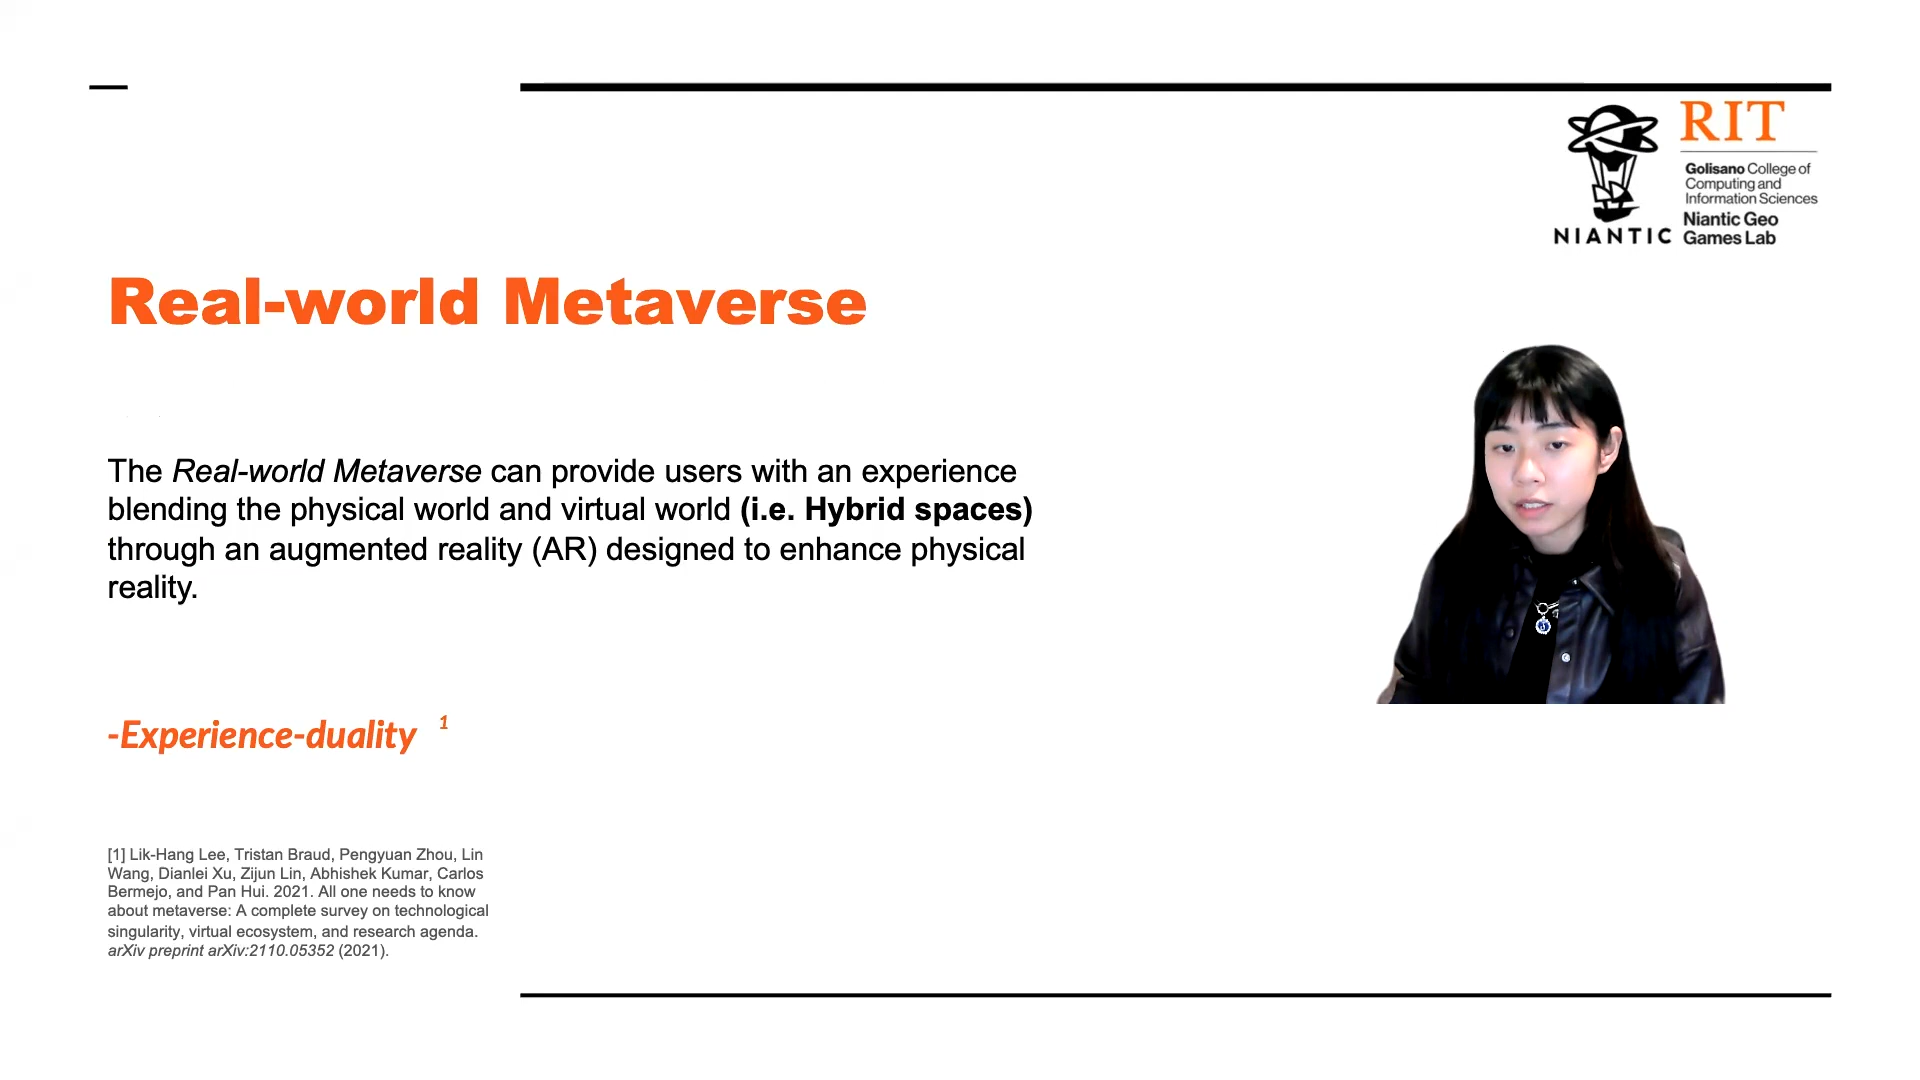 RIT
Golisano College of
Computing and
Information Sciences
Niantic Geo
Games Lab
NIANTIC
Real-world Metaverse
The Real-world Metaverse can provide users with an experience
blending the physical world and virtual world (i.e. Hybrid spaces)
through an augmented reality (AR) designed to enhance physical
reality.
-Experience-duality 1
[1] Lik-Hang Lee, Tristan Braud, Pengyuan Zhou, Lin
Wang, Dianlei Xu, Zijun Lin, Abhishek Kumar, Carlos
Bermejo, and Pan Hui. 2021. All one needs to know
about metaverse: A complete survey on technological
singularity, virtual ecosystem, and research agenda.
arXiv preprint arXiv:2110.05352 (2021).